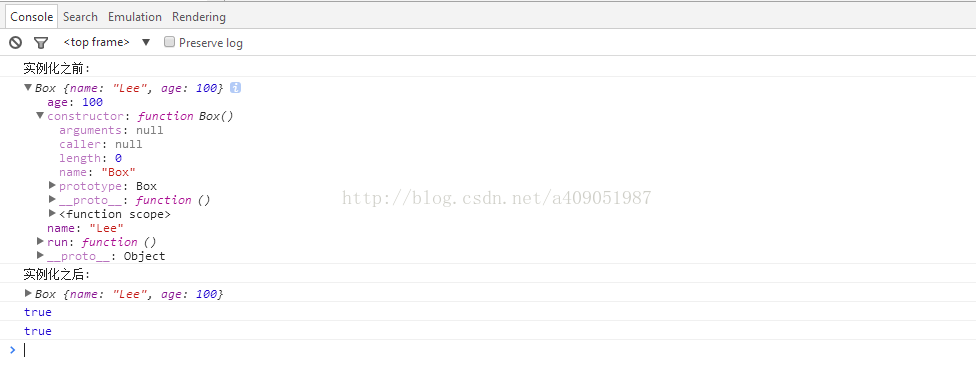 Console Search Emulation Rendering
<top frame> ▼ Preserve log
实例化之前:
▼Box {name: "Lee", age: 100} i
age: 100
▼constructor: function Box()
arguments: null
caller: null
length: 0
name: "Box"
▶prototype: Box
▶__proto__: function ()
▶<function scope>
name: "Lee"
▶run: function ()
▶__proto__: Object
实例化之后:
▶Box {name: "Lee", age: 100}
true
true
>
http://blog.csdn.net/a409051987